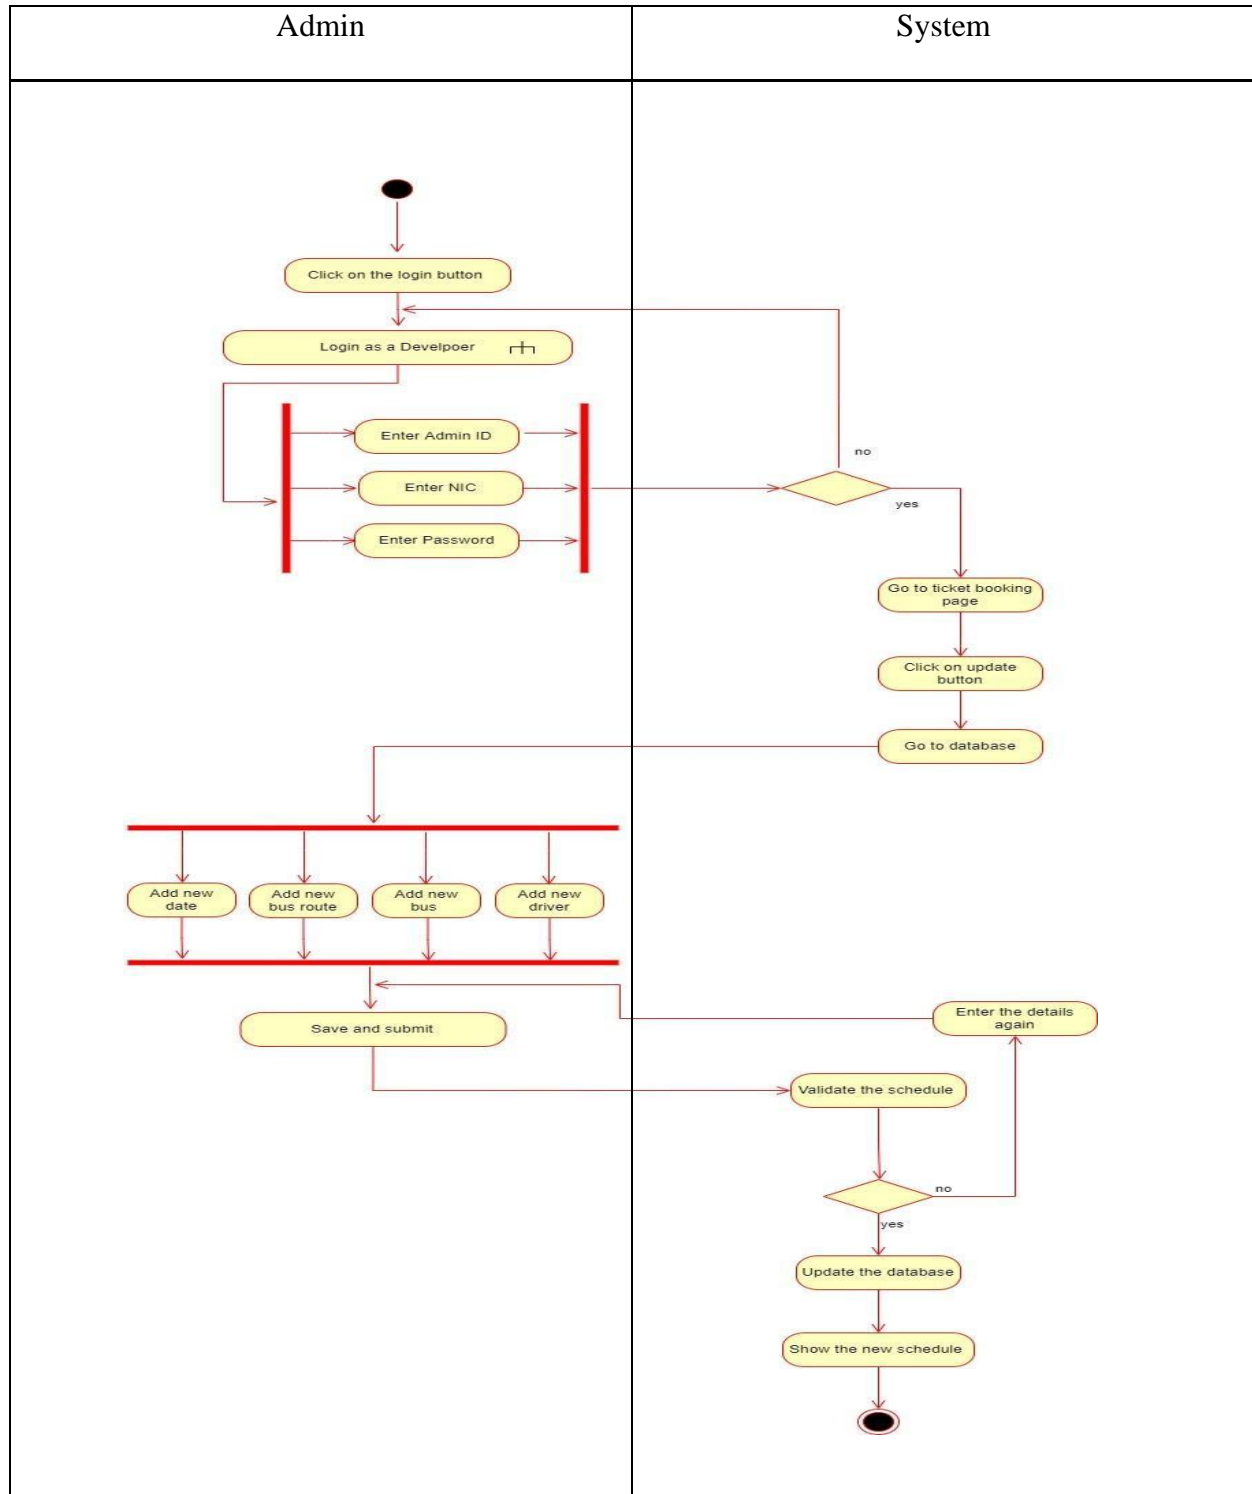 Admin
System
Click on the login button
Login as a Develpoer
Enter Admin ID
Enter NIC
Enter Password
no
yes
Go to ticket booking
page
Click on update
button
Go to database
Add new
date
Add new
bus route
Add new
bus
Add new
driver
Save and submit
Enter the details
again
Validate the schedule
no
yes
Update the database
Show the new schedule